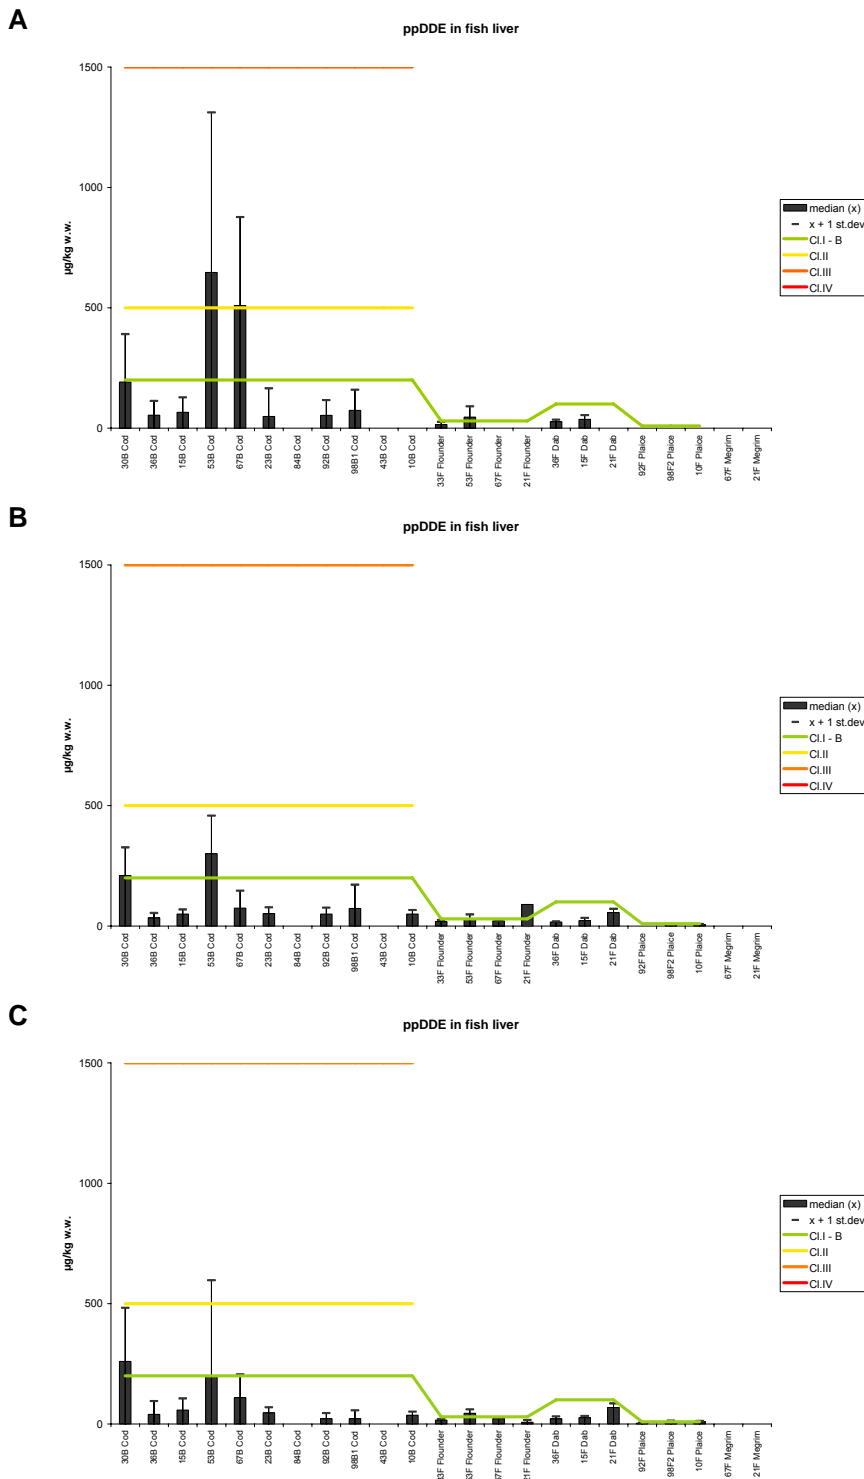 A
ppDDE in fish liver
1500
1000
500
0
µg/kg w.w.
30B Cod
36B Cod
15B Cod
53B Cod
67B Cod
23B Cod
84B Cod
92B Cod
98B1 Cod
43B Cod
10B Cod
33F Flounder
53F Flounder
67F Flounder
21F Flounder
36F Dab
15F Dab
21F Dab
92F Plaice
98F2 Plaice
10F Plaice
67F Megrim
21F Megrim
median (x)
x + 1 st.dev
Cl.I - B
Cl.II
Cl.III
Cl.IV
B
ppDDE in fish liver
1500
1000
500
0
µg/kg w.w.
30B Cod
36B Cod
15B Cod
53B Cod
67B Cod
23B Cod
84B Cod
92B Cod
98B1 Cod
43B Cod
10B Cod
33F Flounder
53F Flounder
67F Flounder
21F Flounder
36F Dab
15F Dab
21F Dab
92F Plaice
98F2 Plaice
10F Plaice
67F Megrim
21F Megrim
median (x)
x + 1 st.dev
Cl.I - B
Cl.II
Cl.III
Cl.IV
C
ppDDE in fish liver
1500
1000
500
0
µg/kg w.w.
30B Cod
36B Cod
15B Cod
53B Cod
67B Cod
23B Cod
84B Cod
92B Cod
98B1 Cod
43B Cod
10B Cod
33F Flounder
53F Flounder
67F Flounder
21F Flounder
36F Dab
15F Dab
21F Dab
92F Plaice
98F2 Plaice
10F Plaice
67F Megrim
21F Megrim
median (x)
x + 1 st.dev
Cl.I - B
Cl.II
Cl.III
Cl.IV